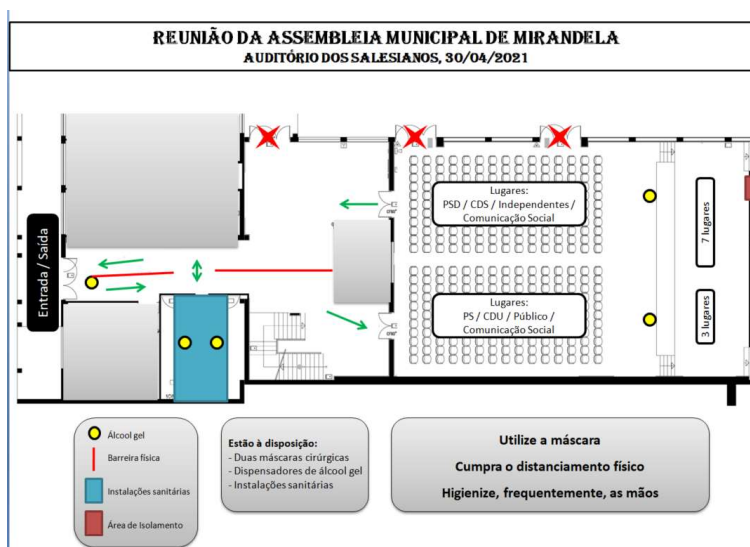 REUNIÃO DA ASSEMBLEIA MUNICIPAL DE MIRANDELA
AUDITÓRIO DOS SALESIANOS, 30/04/2021
Entrada / Saída
Lugares:
PSD / CDS / Independentes /
Comunicação Social
Lugares:
PS / CDU / Público /
Comunicação Social
7 lugares
3 lugares
Álcool gel
Barreira física
Instalações sanitárias
Área de Isolamento
Estão à disposição:
- Duas máscaras cirúrgicas
- Dispensadores de álcool gel
- Instalações sanitárias
Utilize a máscara
Cumpra o distanciamento físico
Higienize, frequentemente, as mãos